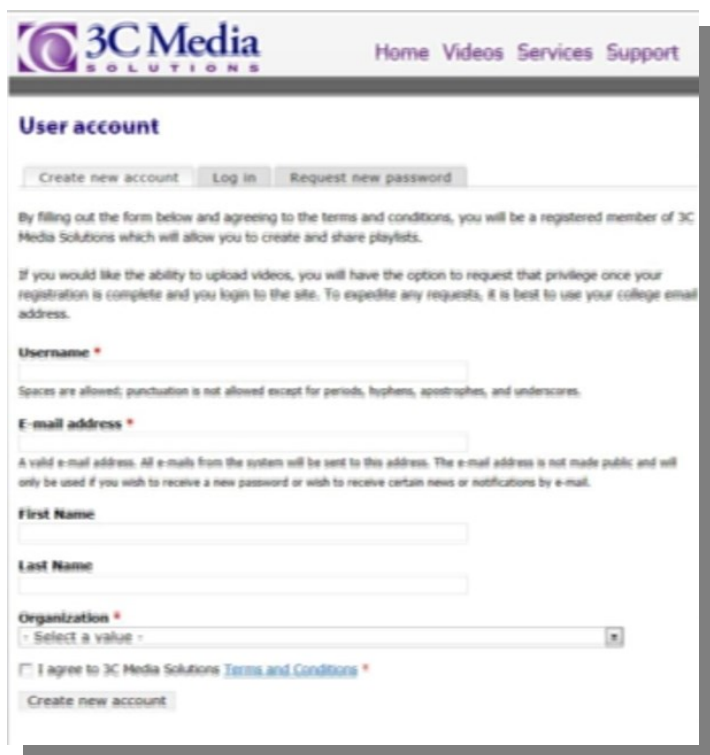 3C Media
SOLUTIONS
Home Videos Services Support
User account
Create new account Log in Request new password
By filling out the form below and agreeing to the terms and conditions, you will be a registered member of 3C
Media Solutions which will allow you to create and share playlists.
If you would like the ability to upload videos, you will have the option to request that privilege once your
registration is complete and you login to the site. To expedite any requests, it is best to use your college email
address.
Username *
Spaces are allowed; punctuation is not allowed except for periods, hyphens, apostrophes, and underscores.
E-mail address *
A valid e-mail address. All e-mails from the system will be sent to this address. The e-mail address is not made public and will
only be used if you wish to receive a new password or wish to receive certain news or notifications by e-mail.
First Name
Last Name
Organization *
- Select a value -
I agree to 3C Media Solutions Terms and Conditions *
Create new account